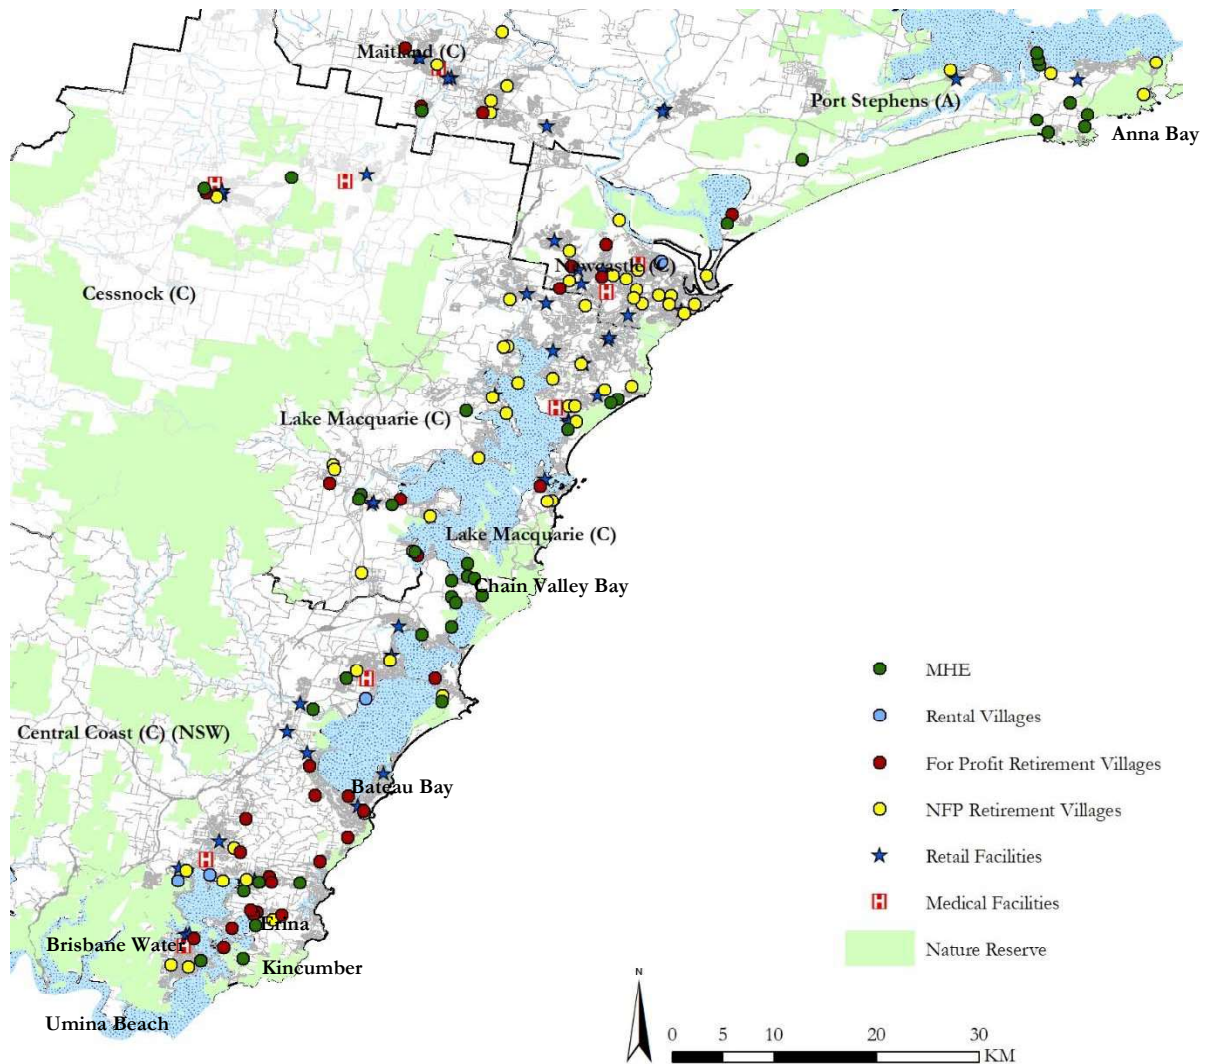 Maitland (C)
Port Stephens (A)
Anna Bay
H
H
H
Newcastle (C)
H
H
Cessnock (C)
Lake Macquarie (C)
H
Lake Macquarie (C)
Chain Valley Bay
H
Central Coast (C) (NSW)
Bateau Bay
H
Erina
Brisbane Water
H
Kincumber
Umina Beach
MHE
Rental Villages
For Profit Retirement Villages
NFP Retirement Villages
Retail Facilities
H Medical Facilities
Nature Reserve
N
0 5 10 20 30
KM